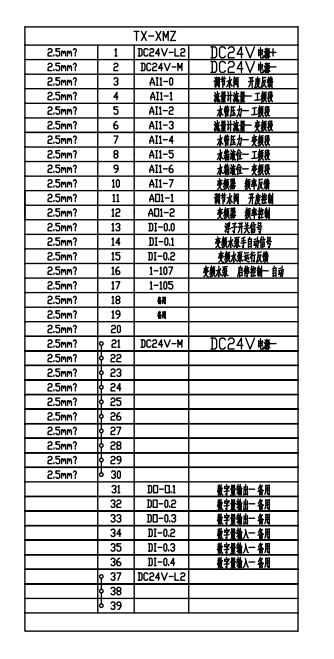 TX-XMZ
2.5mm? 1 DC24V-L2 DC24V电源+
2.5mm? 2 DC24V-M DC24V电源-
2.5mm? 3 AI1-0 调节水阀 开度反馈
2.5mm? 4 AI1-1 流量计流量-工频段
2.5mm? 5 AI1-2 水管压力-工频段
2.5mm? 6 AI1-3 流量计流量-变频段
2.5mm? 7 AI1-4 水管压力-变频段
2.5mm? 8 AI1-5 水箱液位-工频段
2.5mm? 9 AI1-6 水箱液位-变频段
2.5mm? 10 AI1-7 变频器 频率反馈
2.5mm? 11 AO1-1 调节水阀 开度控制
2.5mm? 12 AO1-2 变频器 频率控制
2.5mm? 13 DI-0.0 浮子开关信号
2.5mm? 14 DI-0.1 变频水泵手自动信号
2.5mm? 15 DI-0.2 变频水泵运行反馈
2.5mm? 16 1-107 变频水泵 启停控制-自动
2.5mm? 17 1-105
2.5mm? 18 备用
2.5mm? 19 备用
2.5mm? 20
2.5mm? 21 DC24V-M DC24V电源-
2.5mm? 22
2.5mm? 23
2.5mm? 24
2.5mm? 25
2.5mm? 26
2.5mm? 27
2.5mm? 28
2.5mm? 29
2.5mm? 30
31 DO-0.1 数字量输出-备用
32 DO-0.2 数字量输出-备用
33 DO-0.3 数字量输出-备用
34 DI-0.2 数字量输入-备用
35 DI-0.3 数字量输入-备用
36 DI-0.4 数字量输入-备用
37 DC24V-L2
38
39